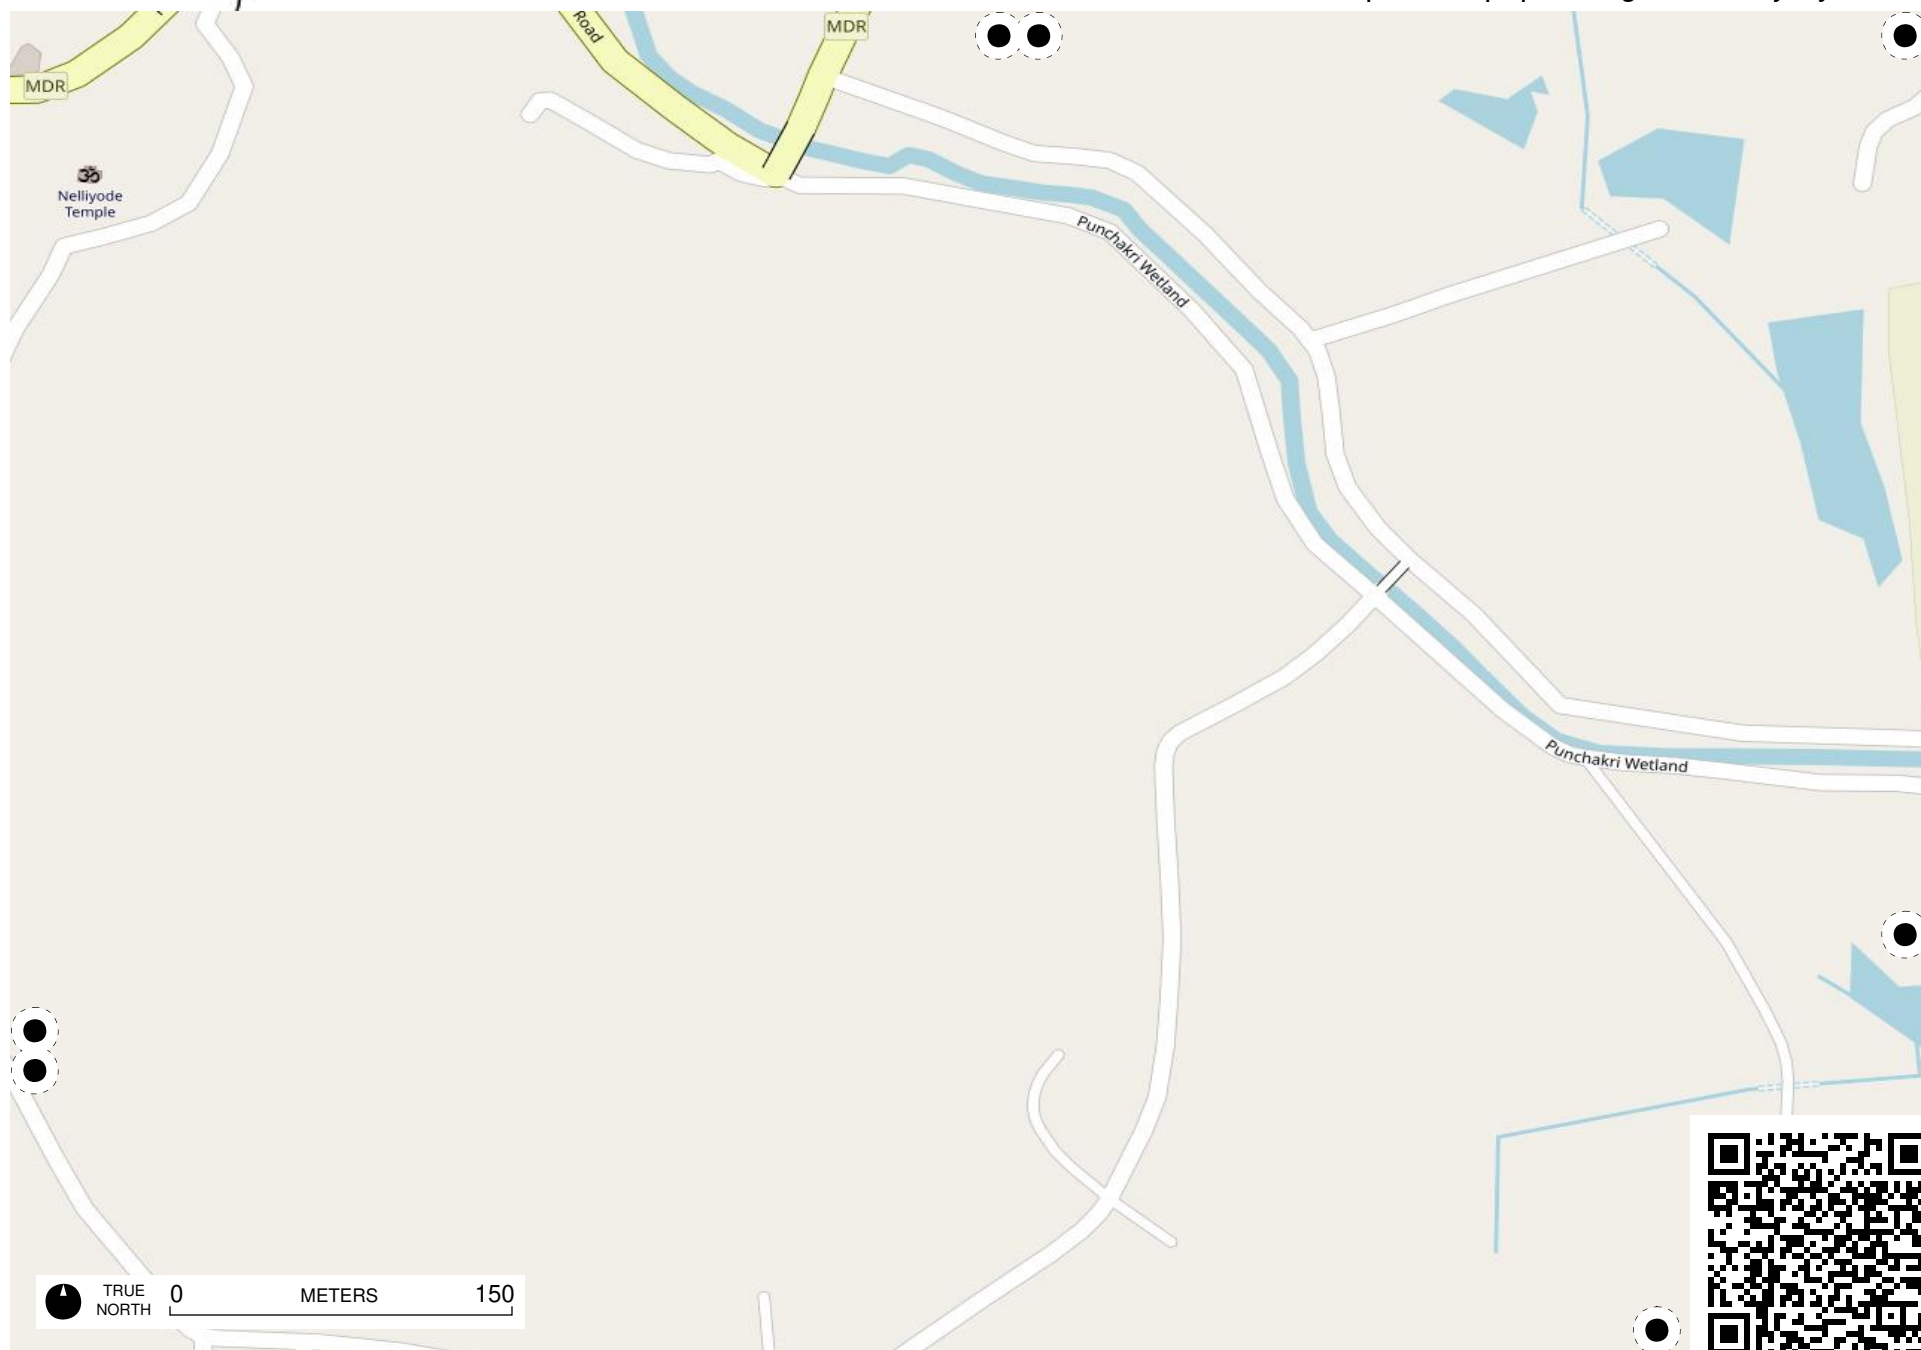 Road
MDR
MDR
Nelliyode
Temple
Punchakri Wetland
Punchakri Wetland
TRUE
NORTH
0
METERS
150